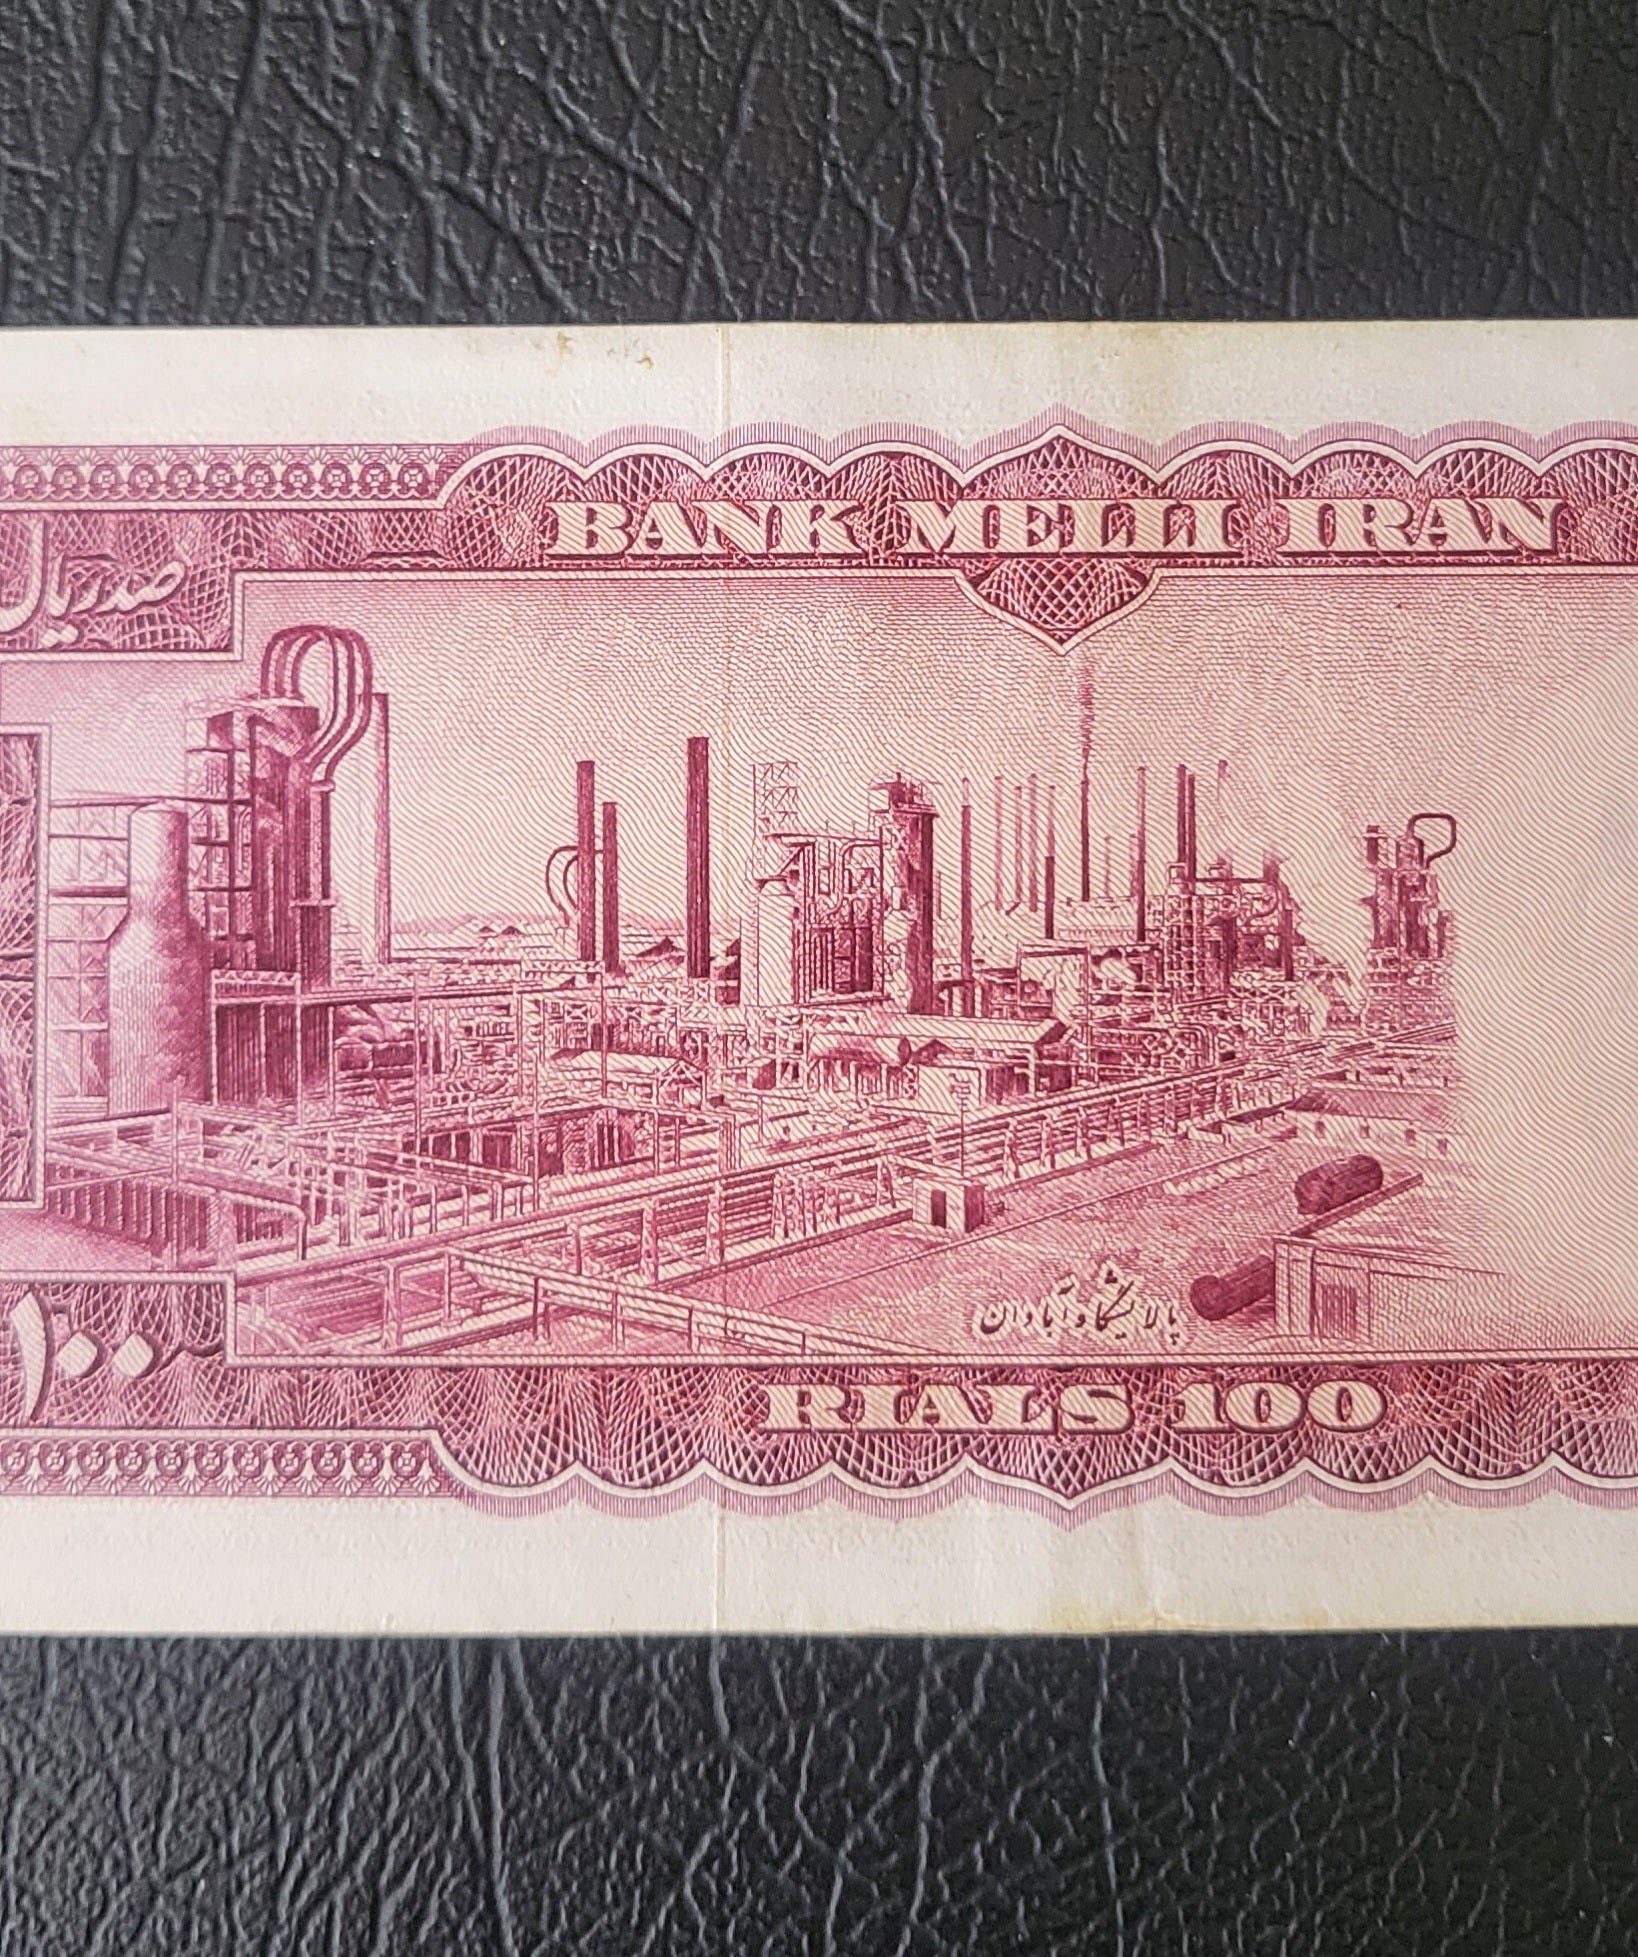 BANK MELLI IRAN
صد ریال
پالایشگاه آبادان
۱۰۰
RIALS 100